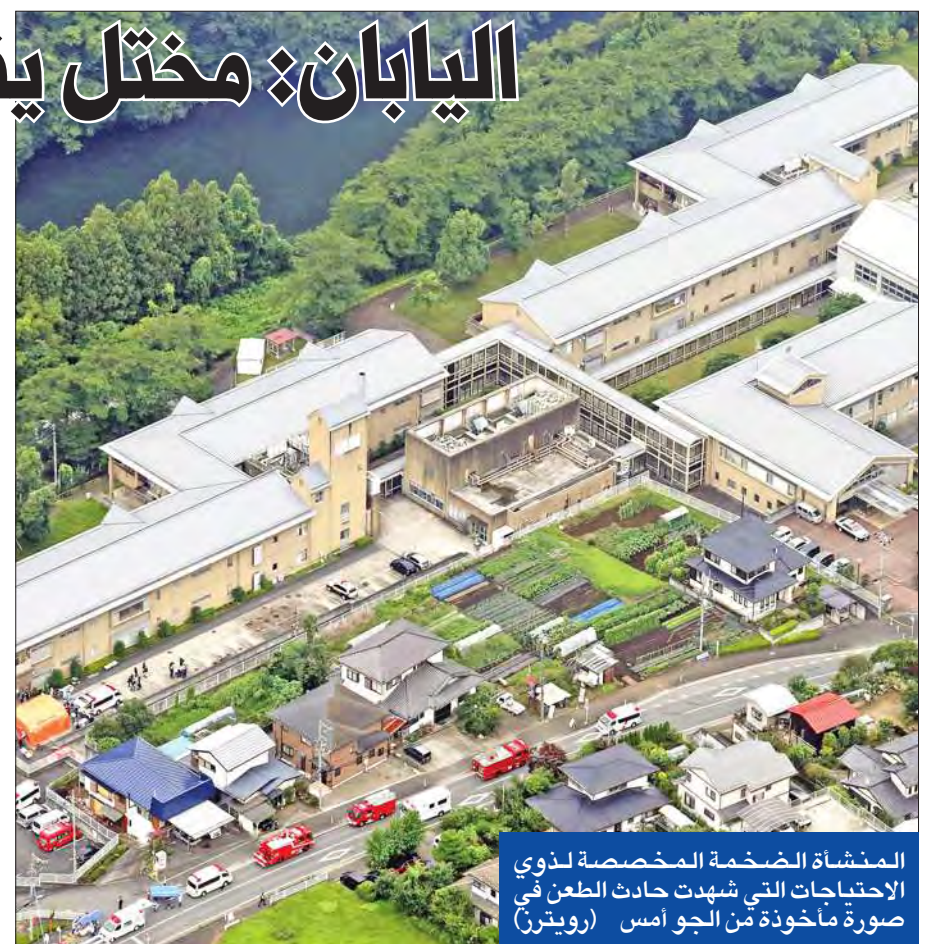 اليابان: مختل
المنشأة الضخمة المخصصة لذوي
الاحتياجات التي شهدت حادث الطعن في
صورة مأخوذة من الجو أمس (رويترز)